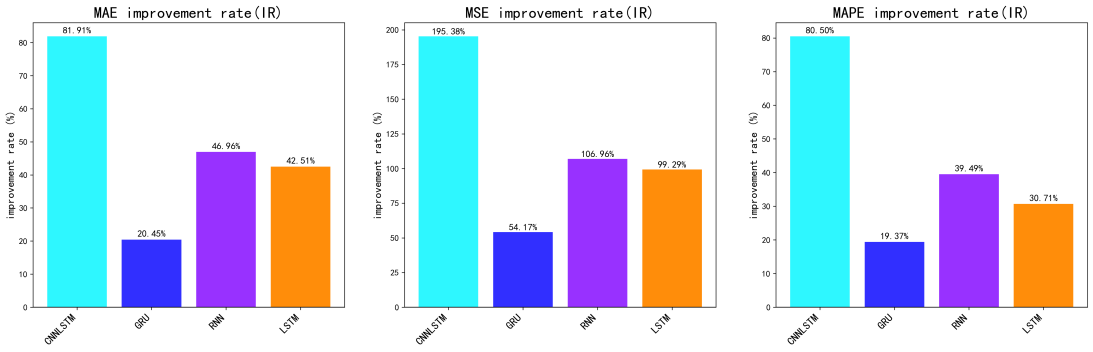 MAE improvement rate(IR)
improvement rate (%)
80
70
60
50
40
30
20
10
0
81.91%
20.45%
46.96%
42.51%
CNNLSTM
GRU
RNN
LSTM
MSE improvement rate(IR)
improvement rate (%)
200
175
150
125
100
75
50
25
0
195.38%
54.17%
106.96%
99.29%
CNNLSTM
GRU
RNN
LSTM
MAPE improvement rate(IR)
improvement rate (%)
80
70
60
50
40
30
20
10
0
80.50%
19.37%
39.49%
30.71%
CNNLSTM
GRU
RNN
LSTM